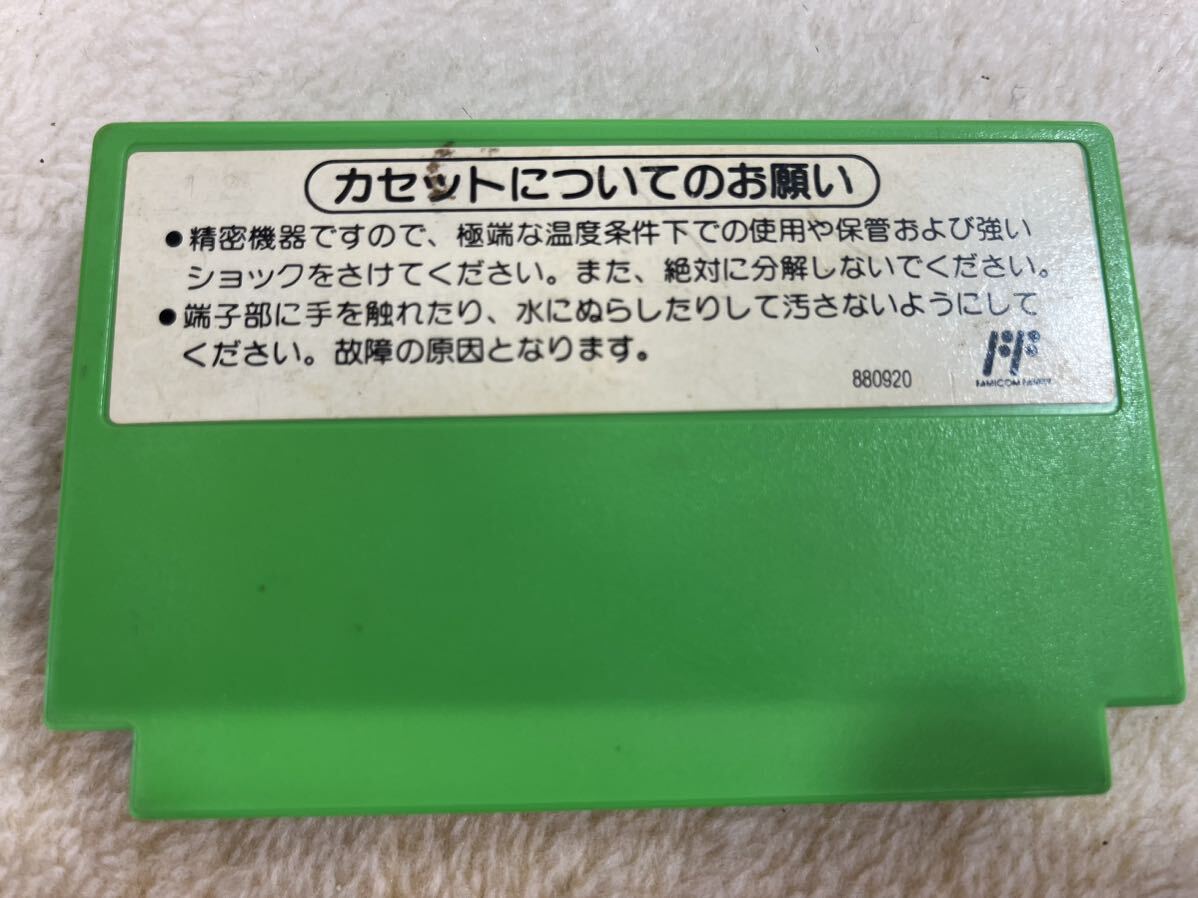 カセットについてのお願い
●精密機器ですので、極端な温度条件下での使用や保管および強い
ショックをさけてください。また、絶対に分解しないでください。
●端子部に手を触れたり、水にぬらしたりして汚さないようにして
ください。故障の原因となります。
880920
FAMICOM FAMILY